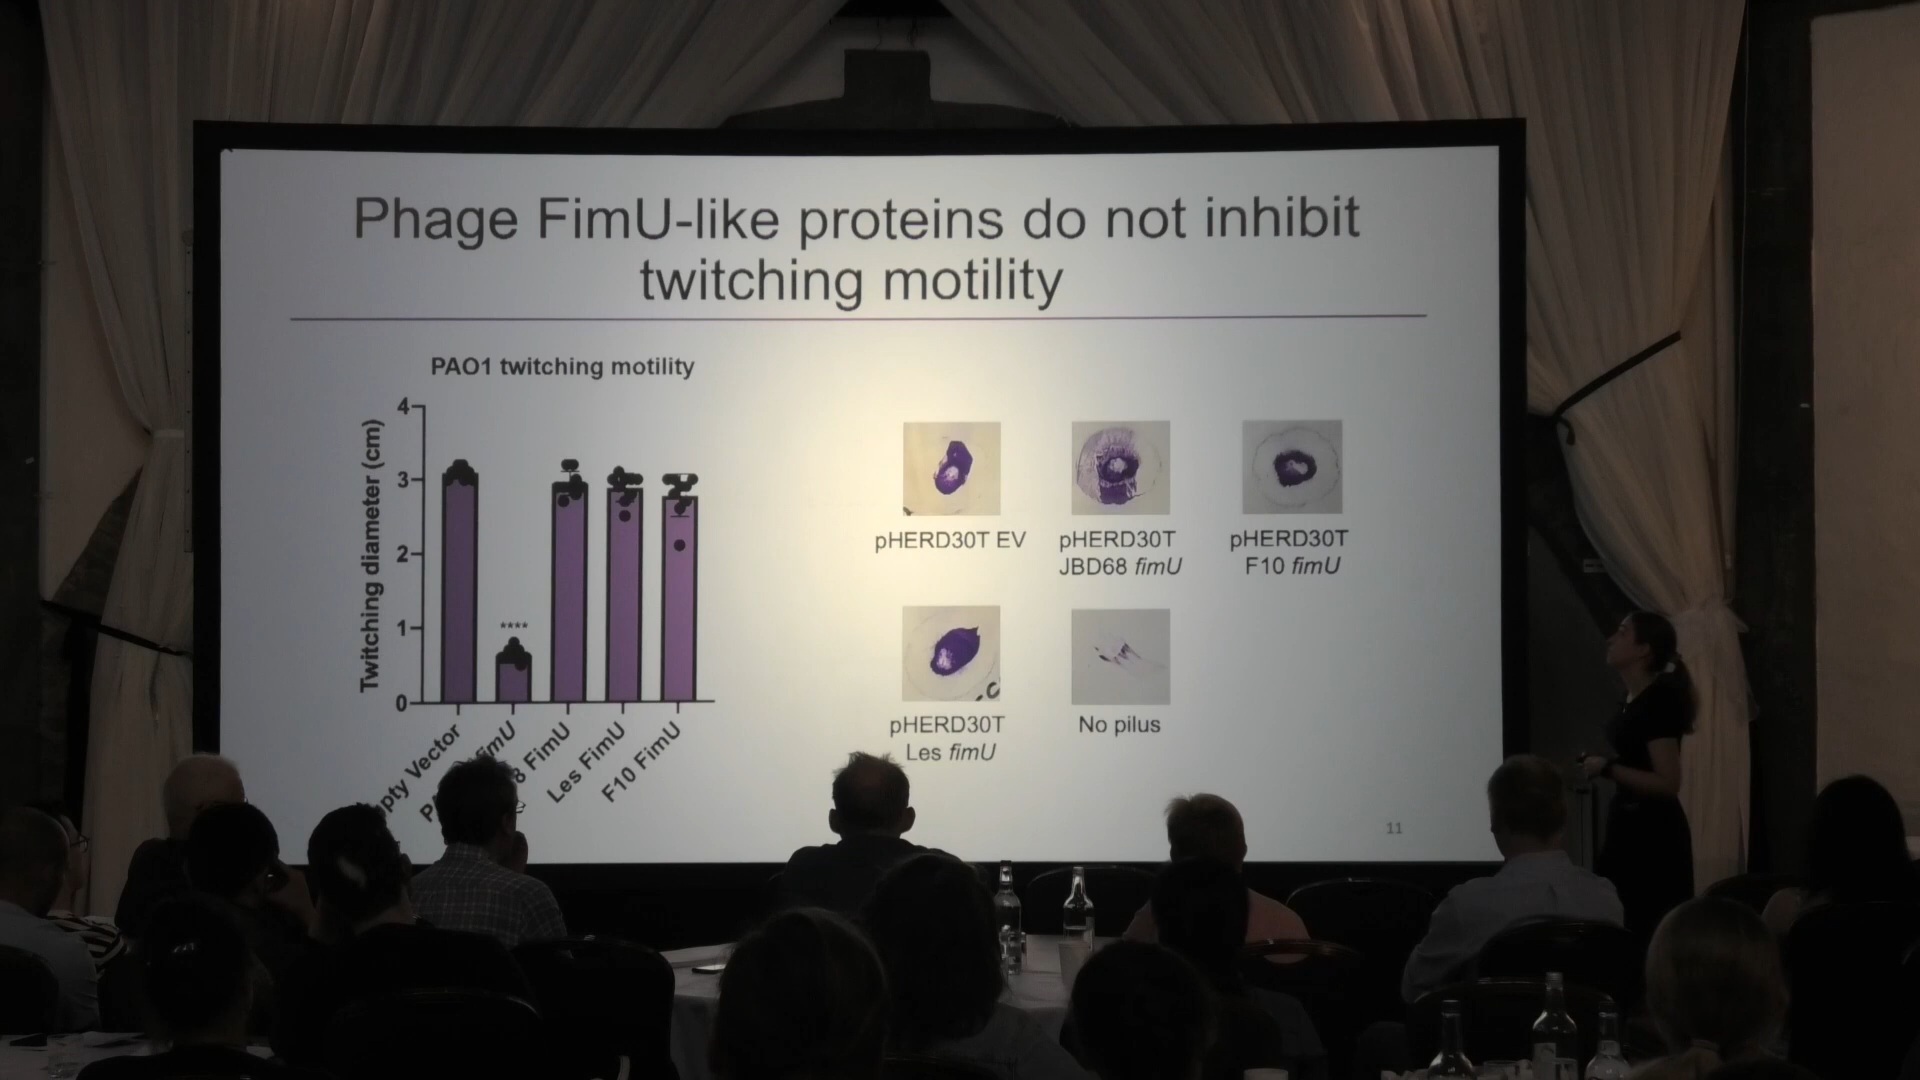 Phage FimU-like proteins do not inhibit
twitching motility
PAO1 twitching motility
Twitching diameter (cm)
4
3
2
1
0
****
Vector
FimU
Les FimU
F10 FimU
pHERD30T EV
pHERD30T
JBD68 fimU
pHERD30T
F10 fimU
pHERD30T
Les fimU
No pilus
11